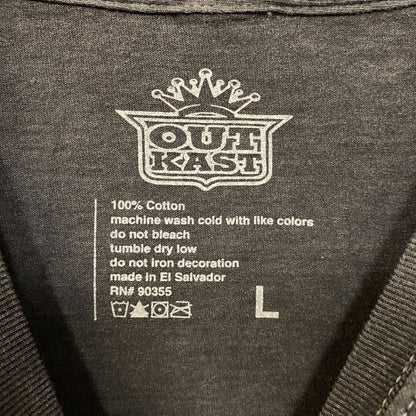 OUT
KAST
100% Cotton
machine wash cold with like colors
do not bleach
tumble dry low
do not iron decoration
made in El Salvador
RN# 90355
L